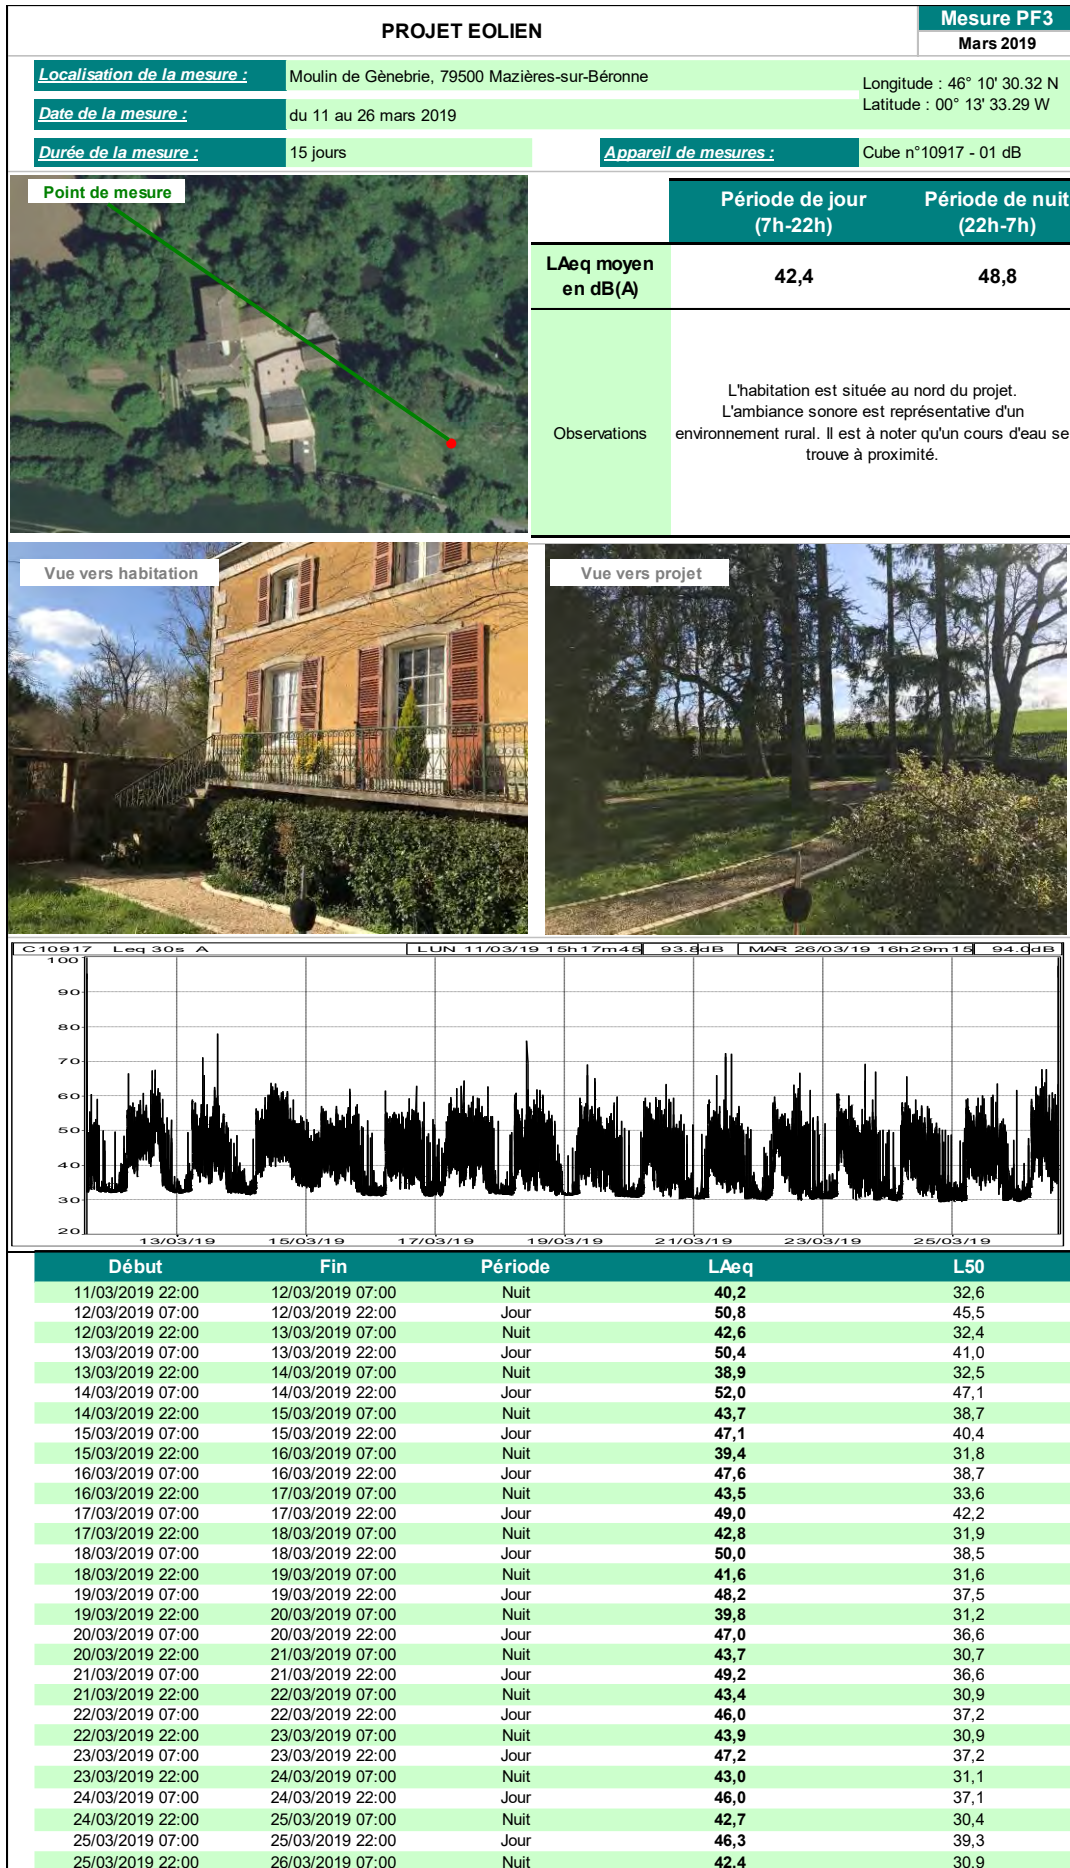 PROJET EOLIEN
Mesure PF3
Mars 2019
Localisation de la mesure :
Moulin de Gènebrie, 79500 Mazières-sur-Béronne
Longitude : 46° 10' 30.32 N
Latitude : 00° 13' 33.29 W
Date de la mesure :
du 11 au 26 mars 2019
Durée de la mesure :
15 jours
Appareil de mesures :
Cube n°10917 - 01 dB
Point de mesure
Période de jour (7h-22h)
Période de nuit (22h-7h)
LAeq moyen en dB(A)
42,4
48,8
Observations
L'habitation est située au nord du projet.
L'ambiance sonore est représentative d'un
environnement rural. Il est à noter qu'un cours d'eau se
trouve à proximité.
Vue vers habitation
Vue vers projet
C10917 Leq 30s A LUN 11/03/19 15h17m45 93.8dB MAR 26/03/19 16h29m15 94.0dB
100
90
80
70
60
50
40
30
20
13/03/19 15/03/19 17/03/19 19/03/19 21/03/19 23/03/19 25/03/19
Début Fin Période LAeq L50
11/03/2019 22:00 12/03/2019 07:00 Nuit 40,2 32,6
12/03/2019 07:00 12/03/2019 22:00 Jour 50,8 45,5
12/03/2019 22:00 13/03/2019 07:00 Nuit 42,6 32,4
13/03/2019 07:00 13/03/2019 22:00 Jour 50,4 41,0
13/03/2019 22:00 14/03/2019 07:00 Nuit 38,9 32,5
14/03/2019 07:00 14/03/2019 22:00 Jour 52,0 47,1
14/03/2019 22:00 15/03/2019 07:00 Nuit 43,7 38,7
15/03/2019 07:00 15/03/2019 22:00 Jour 47,1 40,4
15/03/2019 22:00 16/03/2019 07:00 Nuit 39,4 31,8
16/03/2019 07:00 16/03/2019 22:00 Jour 47,6 38,7
16/03/2019 22:00 17/03/2019 07:00 Nuit 43,5 33,6
17/03/2019 07:00 17/03/2019 22:00 Jour 49,0 42,2
17/03/2019 22:00 18/03/2019 07:00 Nuit 42,8 31,9
18/03/2019 07:00 18/03/2019 22:00 Jour 50,0 38,5
18/03/2019 22:00 19/03/2019 07:00 Nuit 41,6 31,6
19/03/2019 07:00 19/03/2019 22:00 Jour 48,2 37,5
19/03/2019 22:00 20/03/2019 07:00 Nuit 39,8 31,2
20/03/2019 07:00 20/03/2019 22:00 Jour 47,0 36,6
20/03/2019 22:00 21/03/2019 07:00 Nuit 43,7 30,7
21/03/2019 07:00 21/03/2019 22:00 Jour 49,2 36,6
21/03/2019 22:00 22/03/2019 07:00 Nuit 43,4 30,9
22/03/2019 07:00 22/03/2019 22:00 Jour 46,0 37,2
22/03/2019 22:00 23/03/2019 07:00 Nuit 43,9 30,9
23/03/2019 07:00 23/03/2019 22:00 Jour 47,2 37,2
23/03/2019 22:00 24/03/2019 07:00 Nuit 43,0 31,1
24/03/2019 07:00 24/03/2019 22:00 Jour 46,0 37,1
24/03/2019 22:00 25/03/2019 07:00 Nuit 42,7 30,4
25/03/2019 07:00 25/03/2019 22:00 Jour 46,3 39,3
25/03/2019 22:00 26/03/2019 07:00 Nuit 42,4 30,9